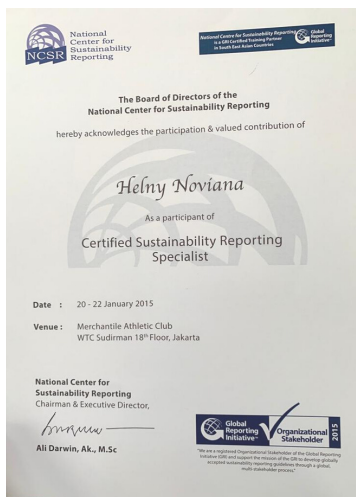 NCSR
National
Center for
Sustainability
Reporting
National Centre for Sustainability Reporting
is a GRI Certified Training Partner
in South East Asian Countries
Global
Reporting
Initiative™
The Board of Directors of the
National Center for Sustainability Reporting
hereby acknowledges the participation & valued contribution of
Helny Noviana
As a participant of
Certified Sustainability Reporting
Specialist
Date : 20 - 22 January 2015
Venue : Merchantile Athletic Club
WTC Sudirman 18th Floor, Jakarta
National Center for
Sustainability Reporting
Chairman & Executive Director,
Ali Darwin, Ak., M.Sc
Global
Reporting
Initiative™
Organizational
Stakeholder
2015
"We are a registered Organizational Stakeholder of the Global Reporting
Initiative (GRI) and support the mission of the GRI to develop globally
accepted sustainability reporting guidelines through a global,
multi-stakeholder process."